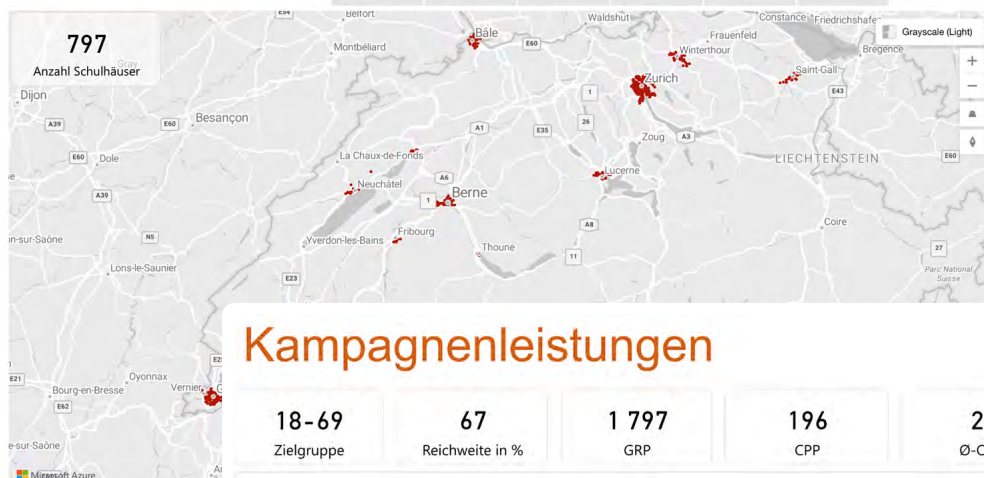 797
Anzahl Schulhäuser
Gray
Belfort
E54
Waldshut
Constance
Friedrichshafe
Grayscale (Light)
Bâle
E60
Frauenfeld
Bregence
Montbéliard
Winterthour
Zurich
Saint-Gall
Dijon
E43
A39
E60
Besançon
1
26
A1
E35
Zoug
A3
E60
Dole
La Chaux-de-Fonds
LIECHTENSTEIN
E60
A6
Lucerne
Neuchâtel
A39
1
Berne
A8
Coire
N5
Yverdon-les-Bains
Fribourg
Thoune
11
27
on-sur-Saône
Lons-le-Saunier
E23
Parc National
Suisse
Kampagnenleistungen
E21
Bourg-en-Bresse
Oyonnax
Vernier
E62
18-69
Zielgruppe
67
Reichweite in %
1 797
GRP
196
CPP
2
Ø-C
e-sur-Saône
Microsoft Azure